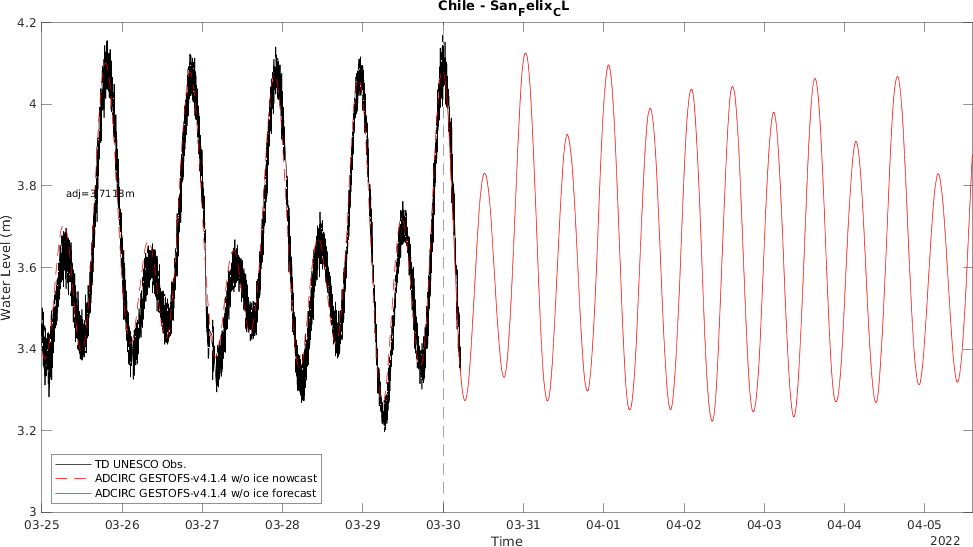 Chile - San_Felix_CL
4.2
4
3.8
3.6
3.4
3.2
3
Water Level (m)
adj=3.7113m
TD UNESCO Obs.
ADCIRC GESTOFS-v4.1.4 w/o ice nowcast
ADCIRC GESTOFS-v4.1.4 w/o ice forecast
03-25 03-26 03-27 03-28 03-29 03-30 03-31 04-01 04-02 04-03 04-04 04-05
Time
2022